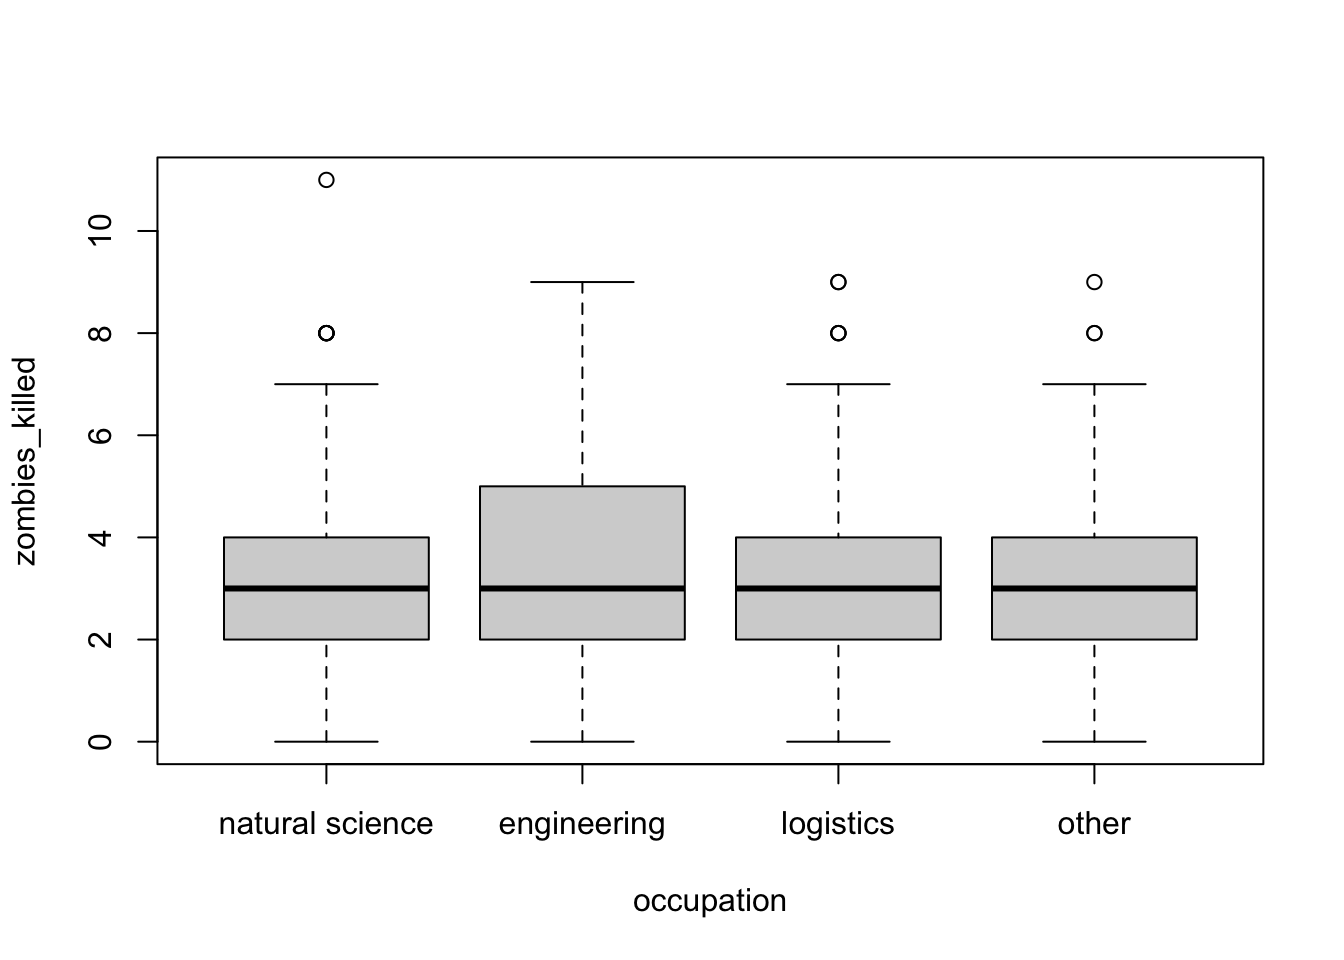 10
8
6
4
2
0
zombies_killed
natural science engineering logistics other
occupation